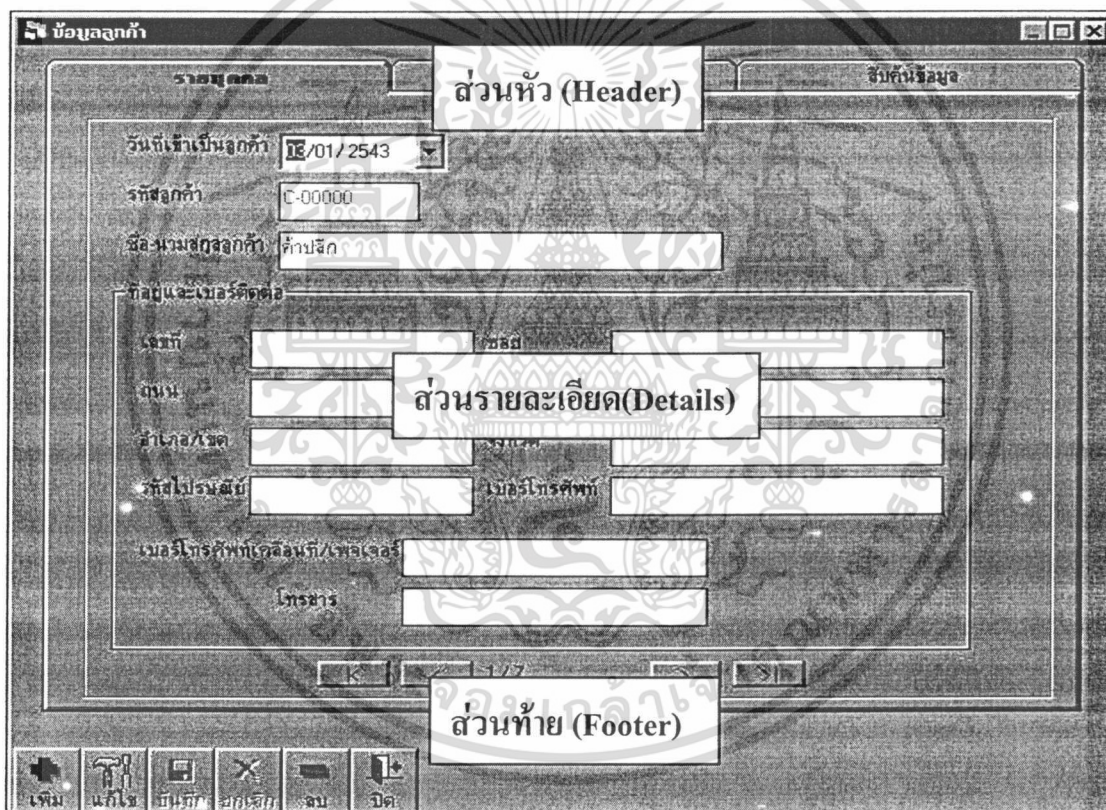 ข้อมูลลูกค้า
รายบุคคล
สืบค้นข้อมูล
ส่วนหัว (Header)
วันที่เข้าเป็นลูกค้า 03/01/2543
รหัสลูกค้า C-00000
ชื่อ-นามสกุลลูกค้า ค้าปลีก
ที่อยู่และเบอร์ติดต่อ
เลขที่ ซอย
ถนน
ส่วนรายละเอียด(Details)
อำเภอ/เขต จังหวัด
รหัสไปรษณีย์ เบอร์โทรศัพท์
เบอร์โทรศัพท์เคลื่อนที่/เพจเจอร์
โทรสาร
1/7
ส่วนท้าย (Footer)
เพิ่ม แก้ไข บันทึก ยกเลิก ลบ ปิด